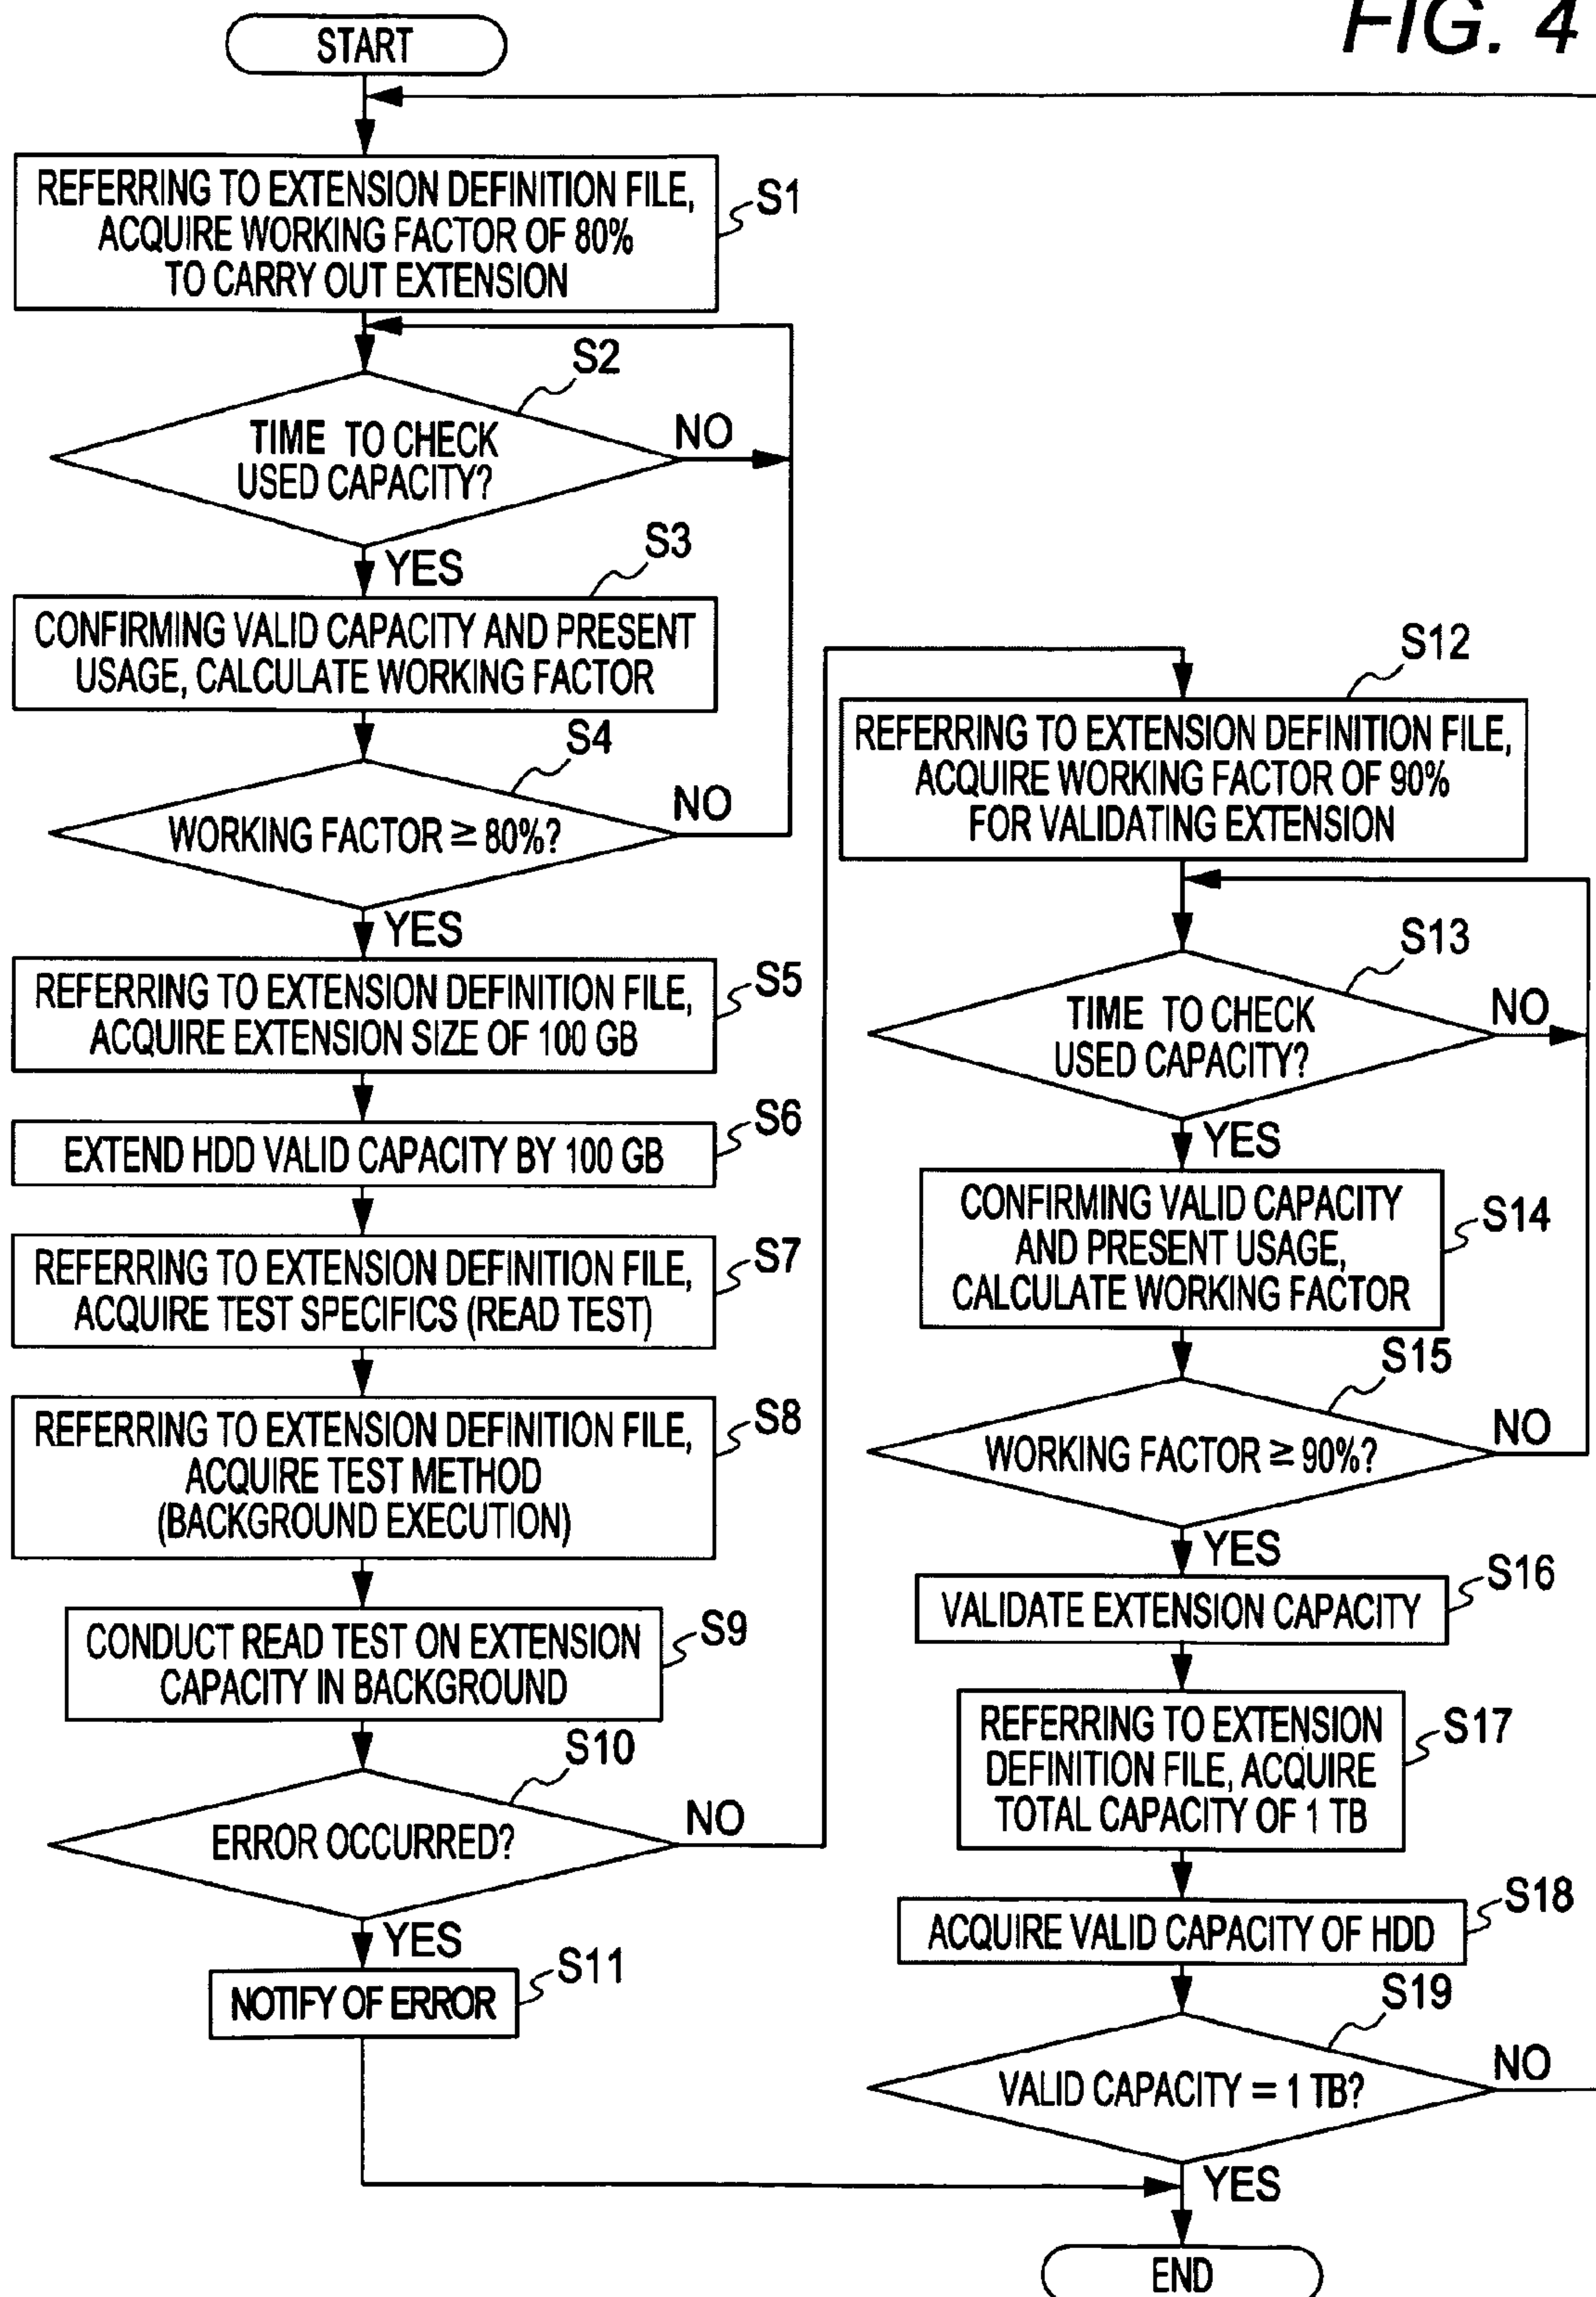 FIG. 4
START
REFERRING TO EXTENSION DEFINITION FILE,
ACQUIRE WORKING FACTOR OF 80%
TO CARRY OUT EXTENSION
S1
S2
TIME TO CHECK
USED CAPACITY?
NO
YES
S3
CONFIRMING VALID CAPACITY AND PRESENT
USAGE, CALCULATE WORKING FACTOR
S4
WORKING FACTOR ≥ 80%?
NO
YES
REFERRING TO EXTENSION DEFINITION FILE,
ACQUIRE EXTENSION SIZE OF 100 GB
S5
EXTEND HDD VALID CAPACITY BY 100 GB
S6
REFERRING TO EXTENSION DEFINITION FILE,
ACQUIRE TEST SPECIFICS (READ TEST)
S7
REFERRING TO EXTENSION DEFINITION FILE,
ACQUIRE TEST METHOD
(BACKGROUND EXECUTION)
S8
CONDUCT READ TEST ON EXTENSION
CAPACITY IN BACKGROUND
S9
S10
ERROR OCCURRED?
NO
YES
NOTIFY OF ERROR
S11
S12
REFERRING TO EXTENSION DEFINITION FILE,
ACQUIRE WORKING FACTOR OF 90%
FOR VALIDATING EXTENSION
S13
TIME TO CHECK
USED CAPACITY?
NO
YES
CONFIRMING VALID CAPACITY
AND PRESENT USAGE,
CALCULATE WORKING FACTOR
S14
S15
WORKING FACTOR ≥ 90%?
NO
YES
VALIDATE EXTENSION CAPACITY
S16
REFERRING TO EXTENSION
DEFINITION FILE, ACQUIRE
TOTAL CAPACITY OF 1 TB
S17
ACQUIRE VALID CAPACITY OF HDD
S18
S19
VALID CAPACITY = 1 TB?
NO
YES
END